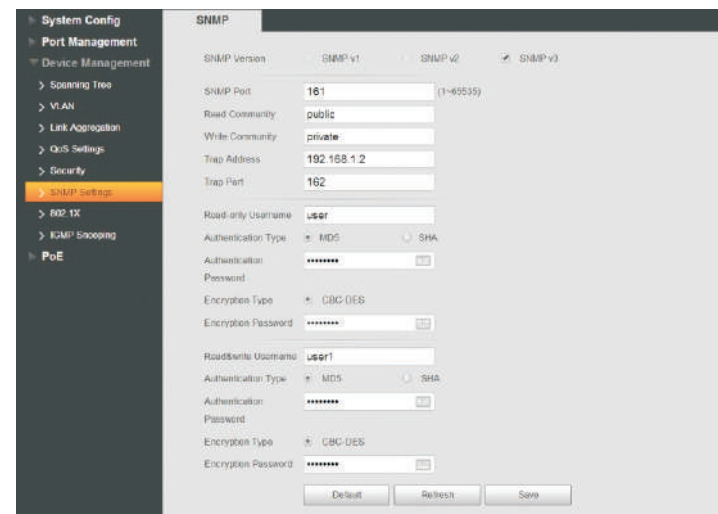 System Config
Port Management
Device Management
Spanning Tree
VLAN
Link Aggregation
QoS Settings
Security
SNMP Settings
802.1X
IGMP Snooping
PoE
SNMP
SNMP Version SNMP v1 SNMP v2 SNMP v3
SNMP Port 161 (1~65535)
Read Community public
Write Community private
Trap Address 192.168.1.2
Trap Port 162
Read-only Username user
Authentication Type MD5 SHA
Authentication
Password ••••••••
Encryption Type CBC-DES
Encryption Password ••••••••
Read&write Username user1
Authentication Type MD5 SHA
Authentication
Password ••••••••
Encryption Type CBC-DES
Encryption Password ••••••••
Default Refresh Save